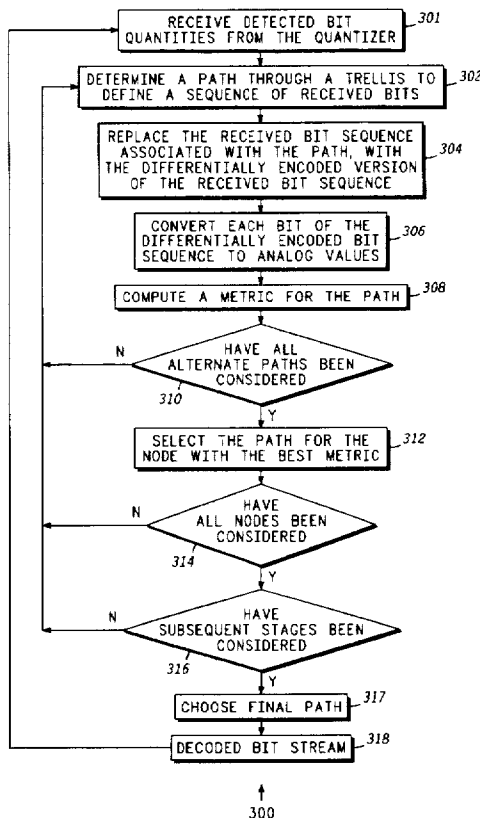 RECEIVE DETECTED BIT
QUANTITIES FROM THE QUANTIZER
301
DETERMINE A PATH THROUGH A TRELLIS TO
DEFINE A SEQUENCE OF RECEIVED BITS
302
REPLACE THE RECEIVED BIT SEQUENCE
ASSOCIATED WITH THE PATH, WITH
THE DIFFERENTIALLY ENCODED VERSION
OF THE RECEIVED BIT SEQUENCE
304
CONVERT EACH BIT OF THE
DIFFERENTIALLY ENCODED BIT
SEQUENCE TO ANALOG VALUES
306
COMPUTE A METRIC FOR THE PATH
308
N
HAVE ALL
ALTERNATE PATHS BEEN
CONSIDERED
310
Y
SELECT THE PATH FOR THE
NODE WITH THE BEST METRIC
312
N
HAVE
ALL NODES BEEN
CONSIDERED
314
Y
N
HAVE
SUBSEQUENT STAGES BEEN
CONSIDERED
316
Y
CHOOSE FINAL PATH
317
DECODED BIT STREAM
318
300